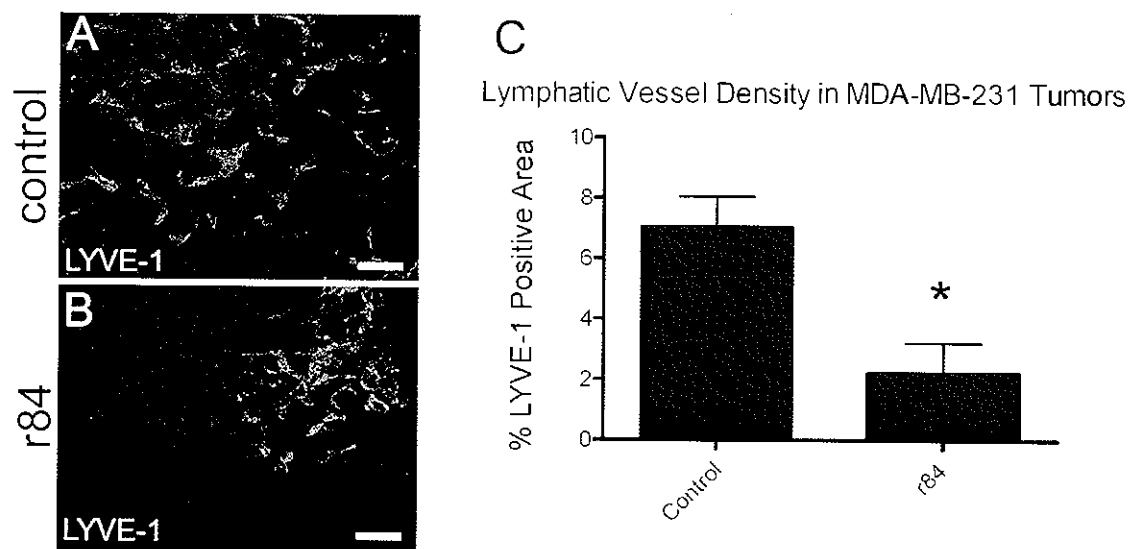 A
control
LYVE-1
B
r84
LYVE-1
C
Lymphatic Vessel Density in MDA-MB-231 Tumors
% LYVE-1 Positive Area
10
8
6
4
2
0
*
Control
r84